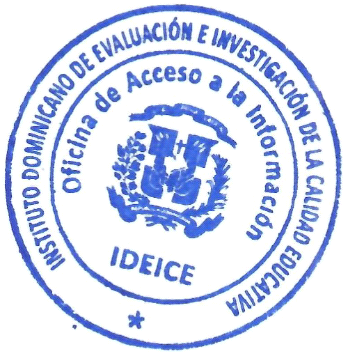 INSTITUTO DOMINICANO DE EVALUACIÓN E INVESTIGACIÓN DE LA CALIDAD EDUCATIVA
Oficina de Acceso a la Información
IDEICE